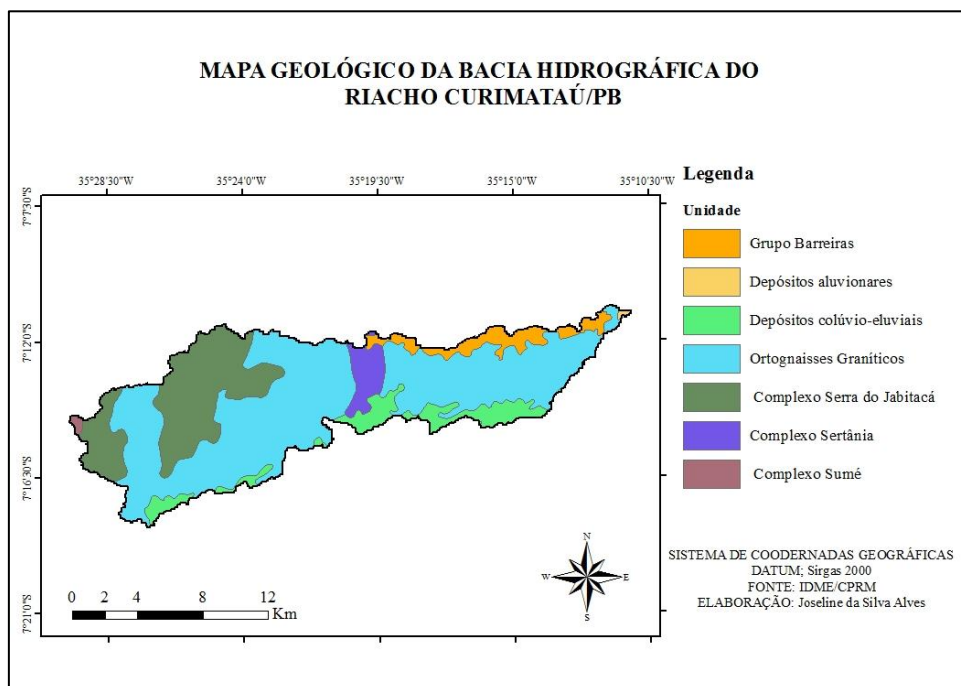 MAPA GEOLÓGICO DA BACIA HIDROGRÁFICA DO
RIACHO CURIMATAÚ/PB
35°28'30"W 35°24'0"W 35°19'30"W 35°15'0"W 35°10'30"W
7°7'30"S
7°12'0"S
7°16'30"S
7°21'0"S
Legenda
Unidade
Grupo Barreiras
Depósitos aluvionares
Depósitos colúvio-eluviais
Ortognaisses Graníticos
Complexo Serra do Jabitacá
Complexo Sertânia
Complexo Sumé
N
W E
S
0 2 4 8 12
Km
SISTEMA DE COODERNADAS GEOGRÁFICAS
DATUM; Sirgas 2000
FONTE: IDME/CPRM
ELABORAÇÃO: Joseline da Silva Alves